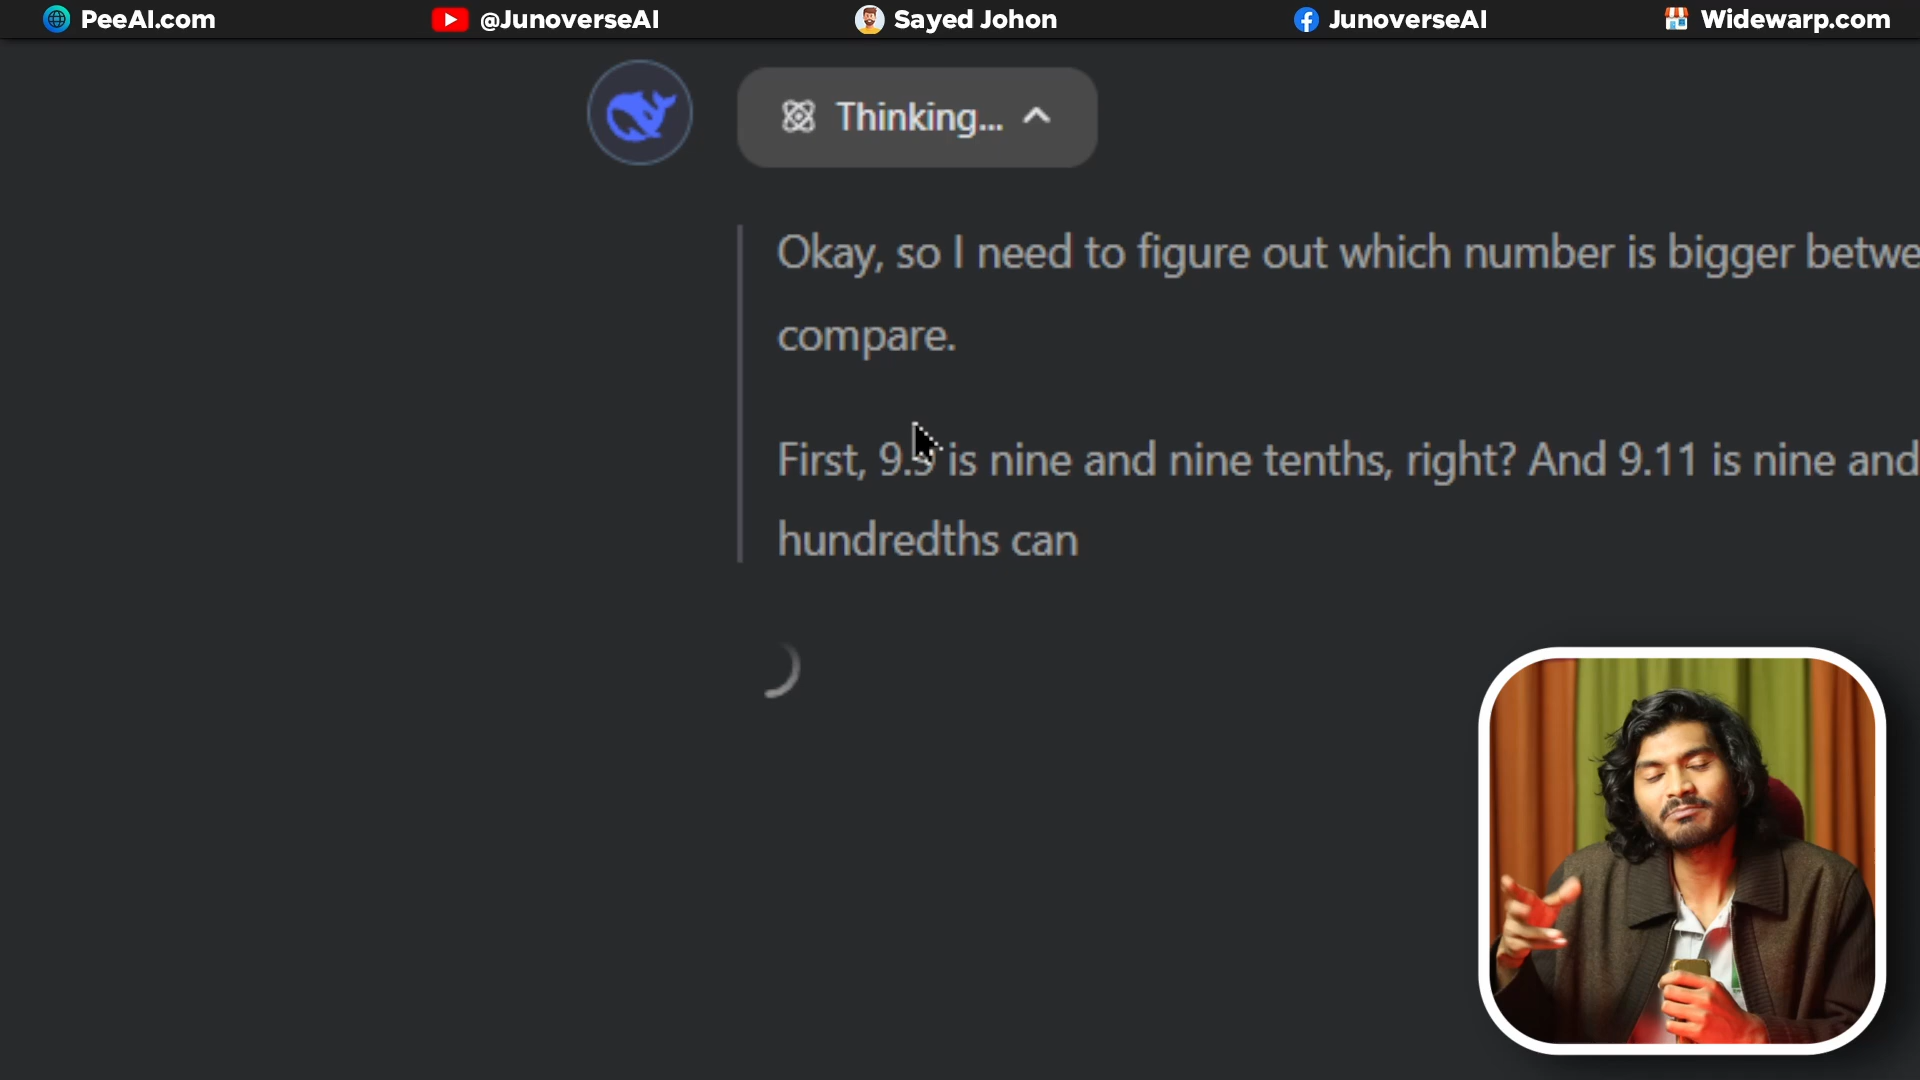 PeeAI.com
@JunoverseAI
Sayed Johon
JunoverseAI
Widewarp.com
Thinking...
Okay, so I need to figure out which number is bigger betwe
compare.
First, 9.9 is nine and nine tenths, right? And 9.11 is nine and
hundredths can